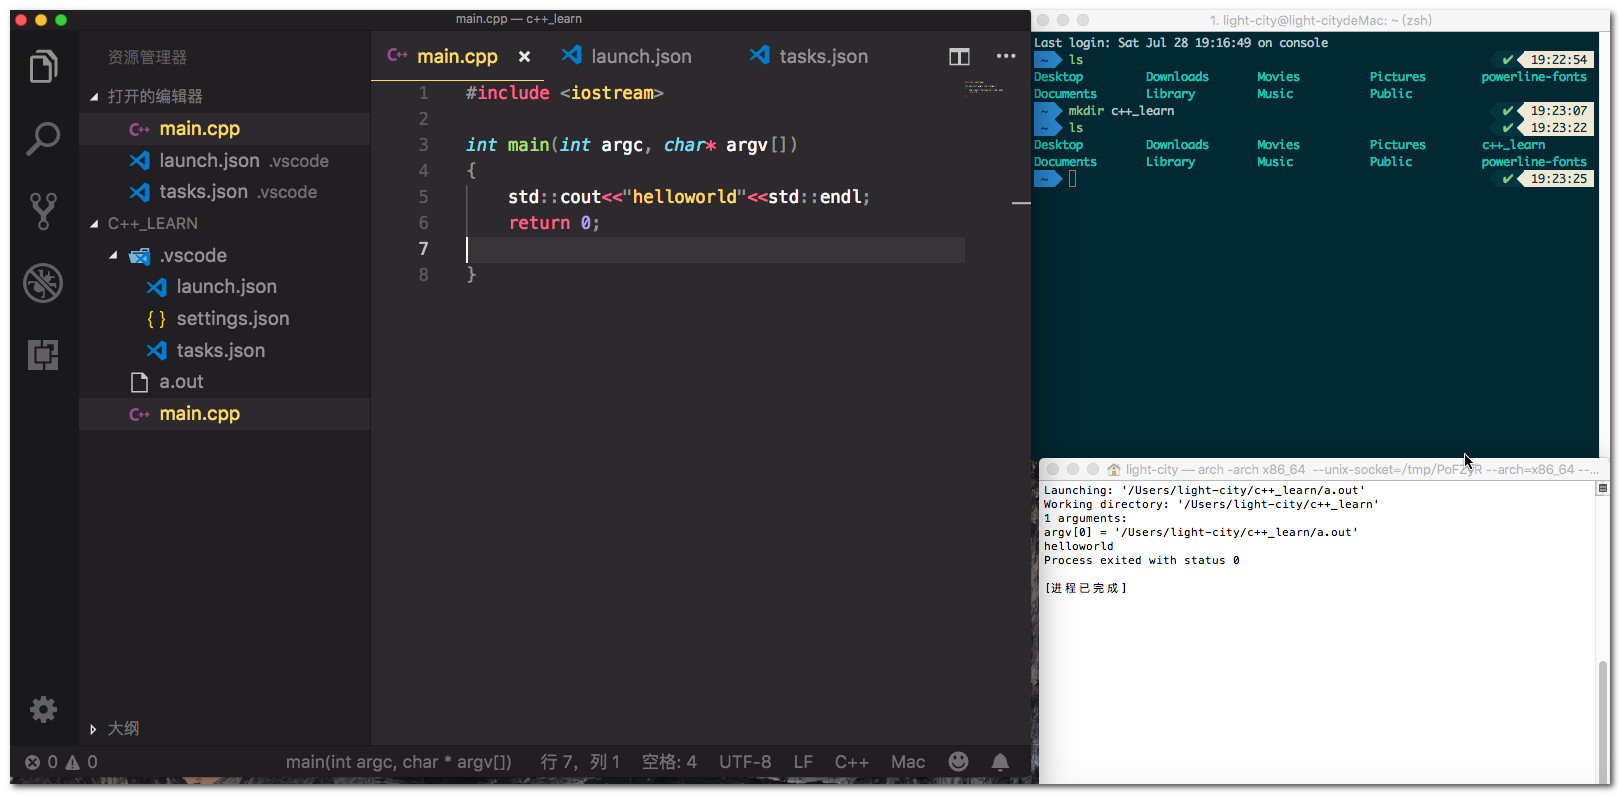 main.cpp — c++_learn
资源管理器
打开的编辑器
C++ main.cpp
launch.json .vscode
tasks.json .vscode
C++_LEARN
.vscode
launch.json
{ } settings.json
tasks.json
a.out
C++ main.cpp
大纲
C++ main.cpp × launch.json tasks.json ···
1 #include <iostream>
2
3 int main(int argc, char* argv[])
4 {
5 std::cout<<"helloworld"<<std::endl;
6 return 0;
7
8 }
0 0 main(int argc, char * argv[]) 行 7，列 1 空格: 4 UTF-8 LF C++ Mac
1. light-city@light-citydeMac: ~ (zsh)
Last login: Sat Jul 28 19:16:49 on console
~ ls ✔ 19:22:54
Desktop Downloads Movies Pictures powerline-fonts
Documents Library Music Public
~ mkdir c++_learn ✔ 19:23:07
~ ls ✔ 19:23:22
Desktop Downloads Movies Pictures c++_learn
Documents Library Music Public powerline-fonts
~ ✔ 19:23:25
light-city — arch -arch x86_64 --unix-socket=/tmp/PoFZyR --arch=x86_64 --...
Launching: '/Users/light-city/c++_learn/a.out'
Working directory: '/Users/light-city/c++_learn'
1 arguments:
argv[0] = '/Users/light-city/c++_learn/a.out'
helloworld
Process exited with status 0
[进程已完成]